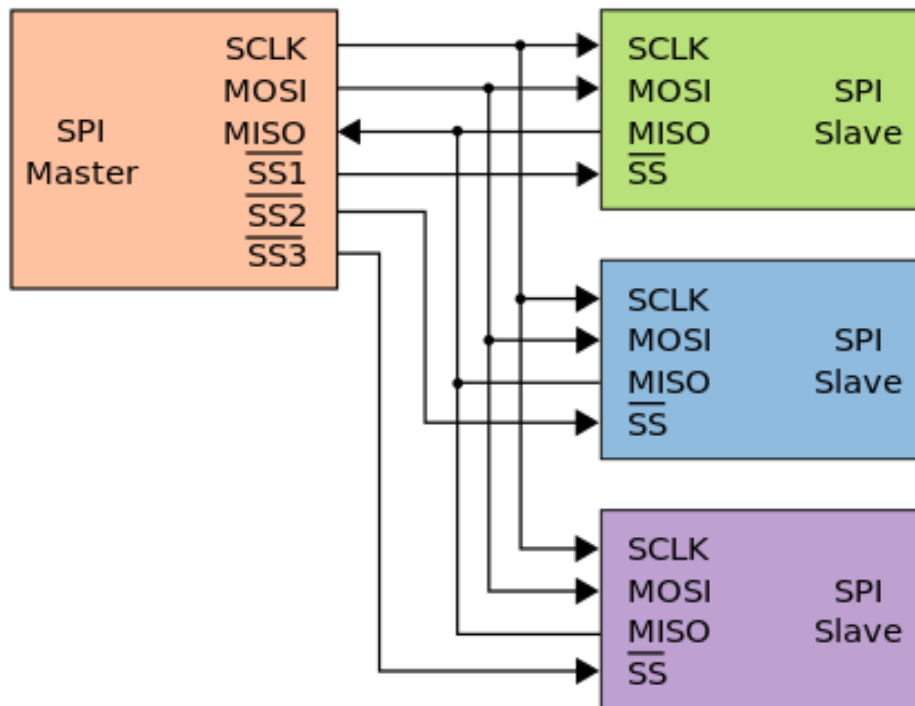 SCLK
MOSI
MISO
SS1
SS2
SS3
SPI
Master
SCLK
MOSI
MISO
SS
SPI
Slave
SCLK
MOSI
MISO
SS
SPI
Slave
SCLK
MOSI
MISO
SS
SPI
Slave